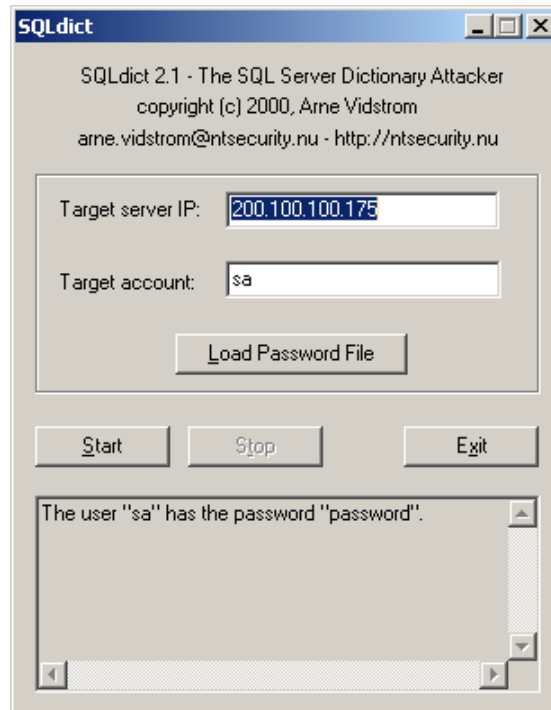 SQLdict
SQLdict 2.1 - The SQL Server Dictionary Attacker
copyright (c) 2000, Arne Vidstrom
arne.vidstrom@ntsecurity.nu - http://ntsecurity.nu
Target server IP: 200.100.100.175
Target account: sa
Load Password File
Start Stop Exit
The user "sa" has the password "password".